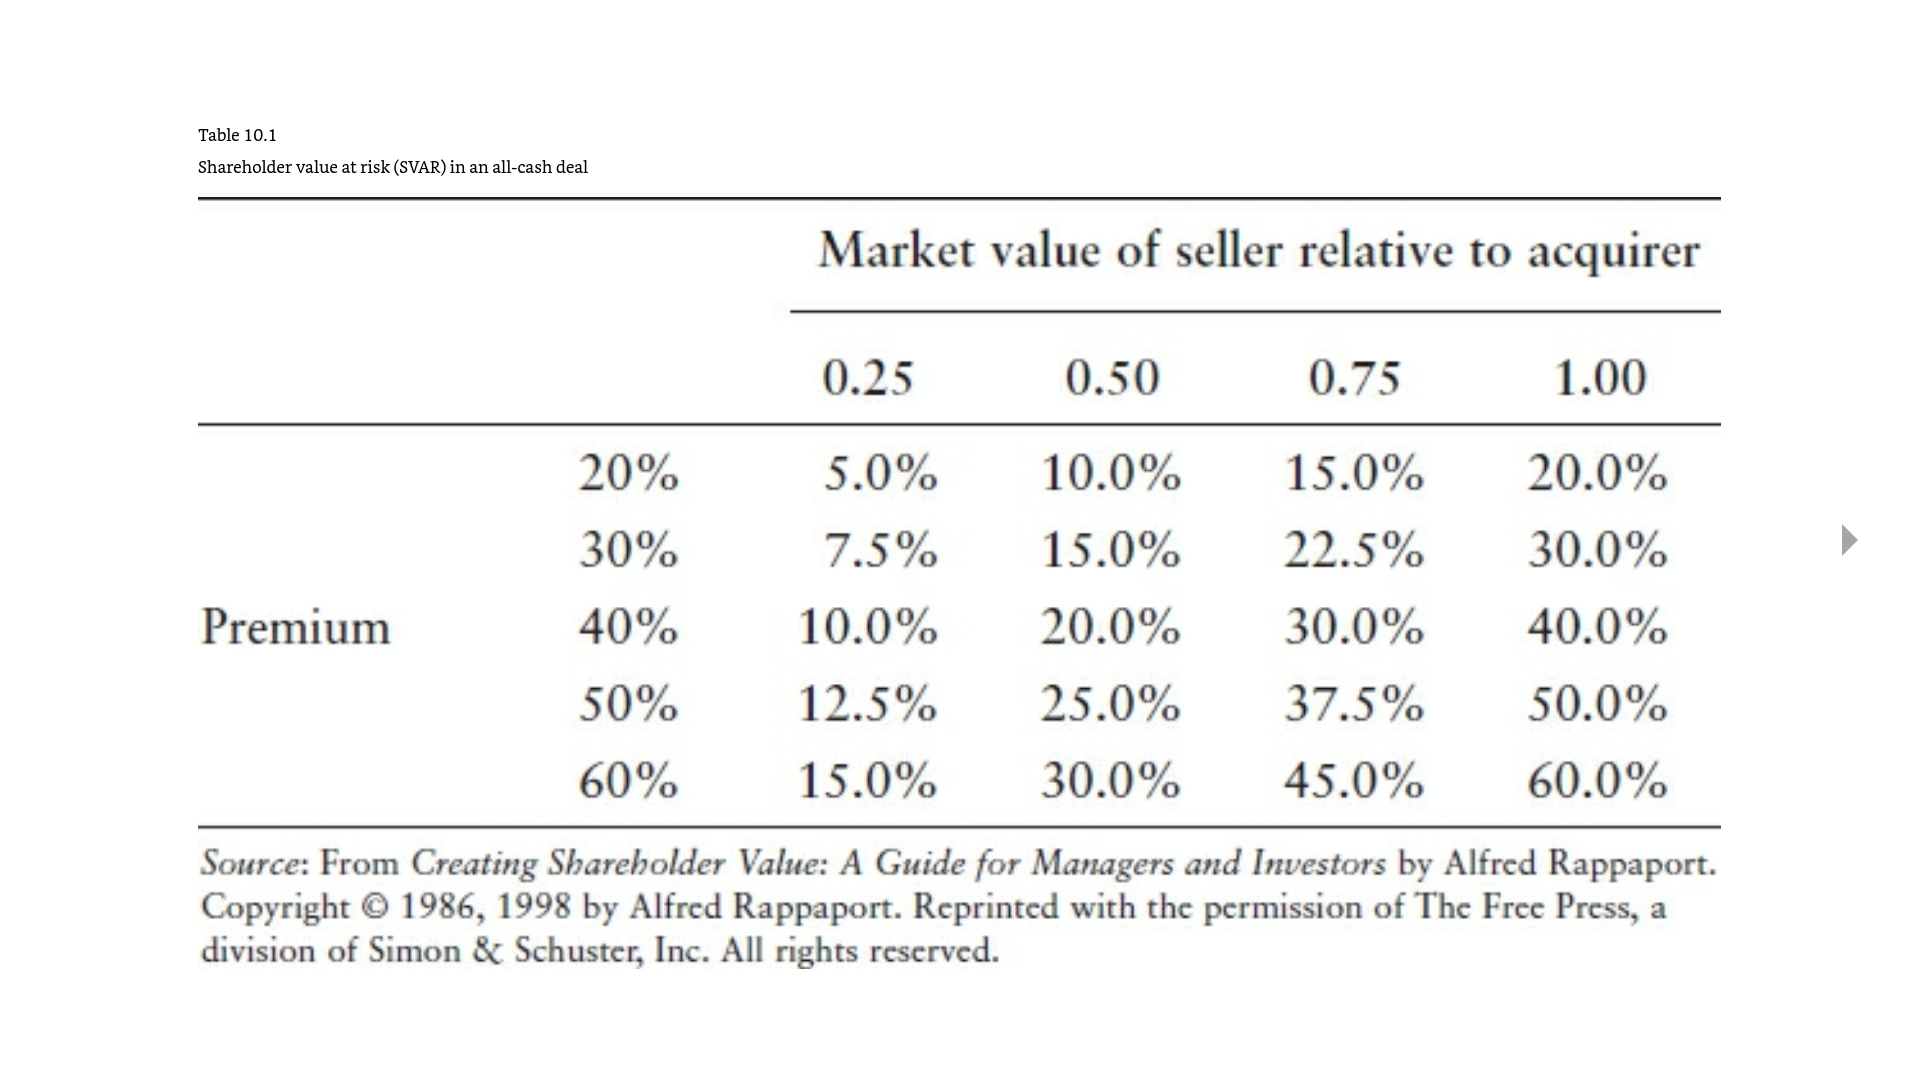 Table 10.1
Shareholder value at risk (SVAR) in an all-cash deal
Market value of seller relative to acquirer
0.25 0.50 0.75 1.00
20% 5.0% 10.0% 15.0% 20.0%
30% 7.5% 15.0% 22.5% 30.0%
Premium 40% 10.0% 20.0% 30.0% 40.0%
50% 12.5% 25.0% 37.5% 50.0%
60% 15.0% 30.0% 45.0% 60.0%
Source: From Creating Shareholder Value: A Guide for Managers and Investors by Alfred Rappaport.
Copyright © 1986, 1998 by Alfred Rappaport. Reprinted with the permission of The Free Press, a
division of Simon & Schuster, Inc. All rights reserved.